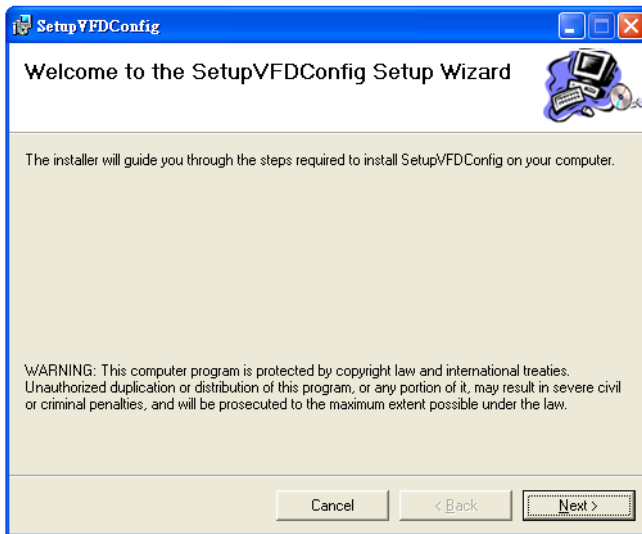 SetupVFDConfig
Welcome to the SetupVFDConfig Setup Wizard
The installer will guide you through the steps required to install SetupVFDConfig on your computer.
WARNING: This computer program is protected by copyright law and international treaties.
Unauthorized duplication or distribution of this program, or any portion of it, may result in severe civil
or criminal penalties, and will be prosecuted to the maximum extent possible under the law.
Cancel
< Back
Next >